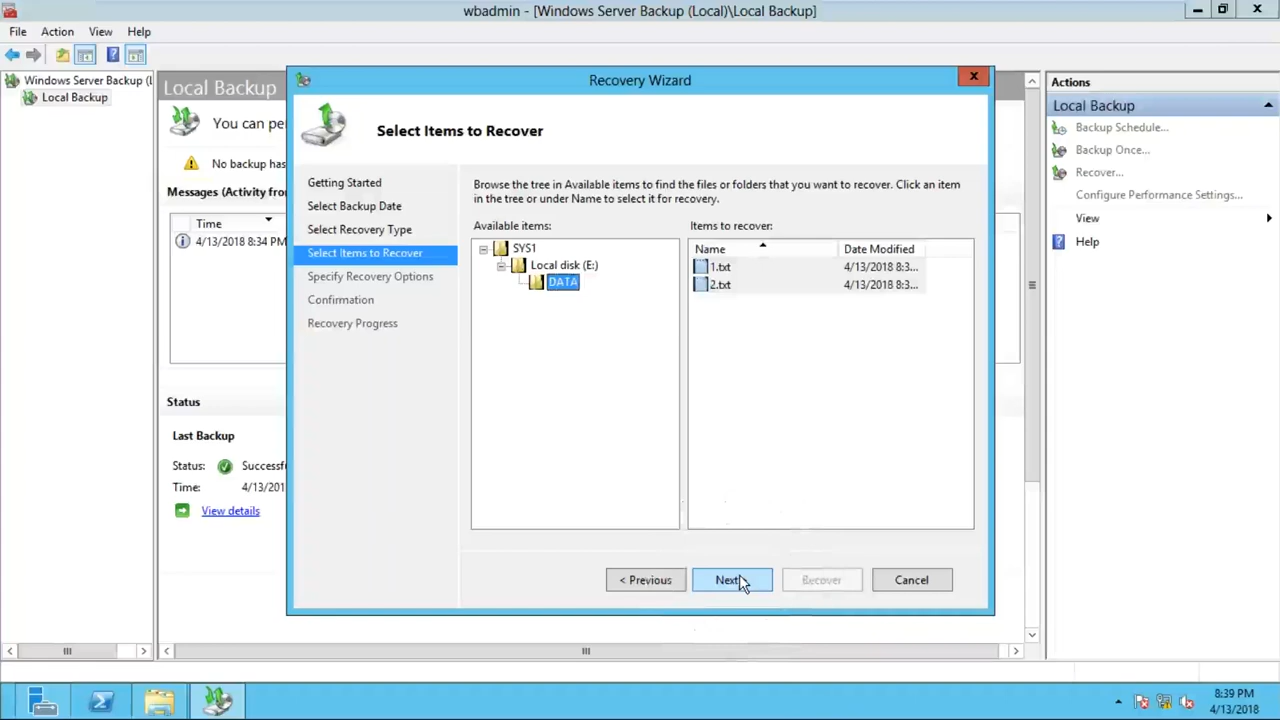 wbadmin - [Windows Server Backup (Local)\Local Backup]
File Action View Help
Windows Server Backup (L
Local Backup
Local Backup
You can per
No backup has
Messages (Activity from
Time
4/13/2018 8:34 PM
Status
Last Backup
Status: Successf
Time: 4/13/201
View details
Recovery Wizard
Select Items to Recover
Getting Started
Select Backup Date
Select Recovery Type
Select Items to Recover
Specify Recovery Options
Confirmation
Recovery Progress
Browse the tree in Available items to find the files or folders that you want to recover. Click an item
in the tree or under Name to select it for recovery.
Available items:
SYS1
Local disk (E:)
DATA
Items to recover:
Name Date Modified
1.txt 4/13/2018 8:3...
2.txt 4/13/2018 8:3...
< Previous Next Recover Cancel
Actions
Local Backup
Backup Schedule...
Backup Once...
Recover...
Configure Performance Settings...
View
Help
8:39 PM
4/13/2018